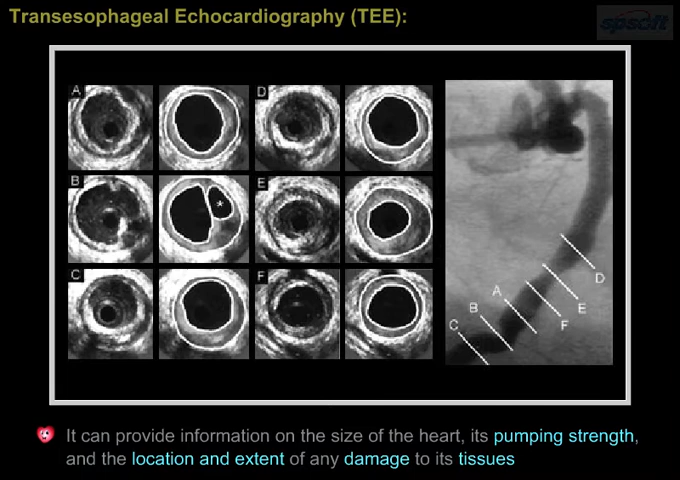 Transesophageal Echocardiography (TEE):
spsoft
A
D
B
*
E
C
F
D
E
A
F
B
C
It can provide information on the size of the heart, its pumping strength,
and the location and extent of any damage to its tissues